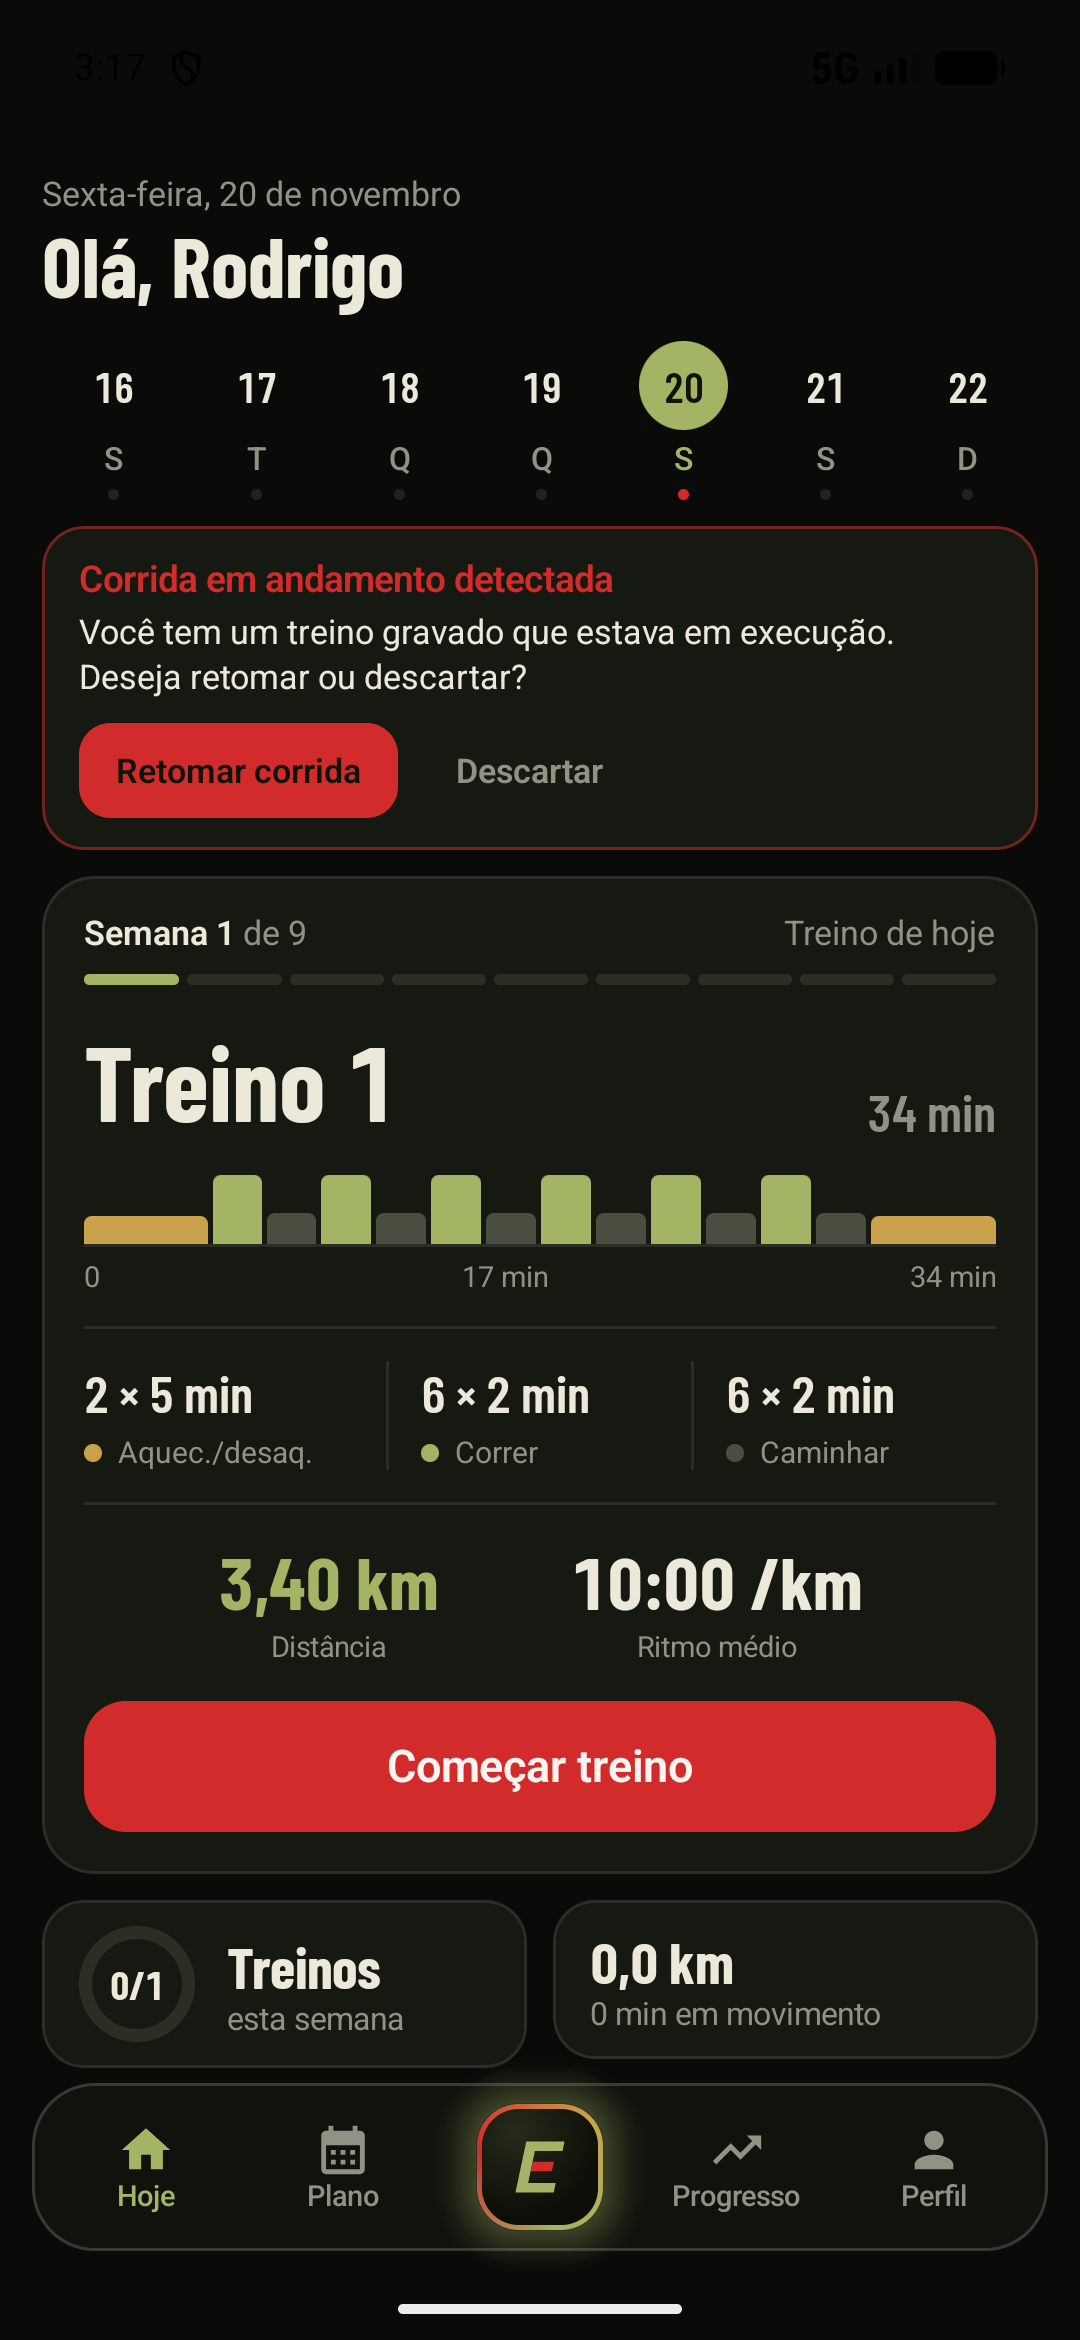 3:17
5G
Sexta-feira, 20 de novembro
Olá, Rodrigo
16 17 18 19 20 21 22
S T Q Q S S D
Corrida em andamento detectada
Você tem um treino gravado que estava em execução.
Deseja retomar ou descartar?
Retomar corrida Descartar
Semana 1 de 9 Treino de hoje
Treino 1
34 min
0 17 min 34 min
2 × 5 min 6 × 2 min 6 × 2 min
Aquec./desaq. Correr Caminhar
3,40 km 10:00 /km
Distância Ritmo médio
Começar treino
0/1
Treinos
esta semana
0,0 km
0 min em movimento
E
Hoje Plano Progresso Perfil